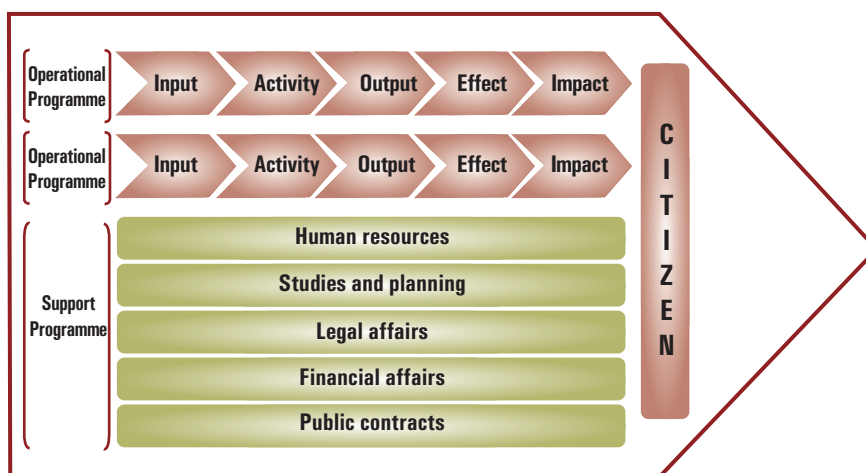 Operational
Programme
Input
Activity
Output
Effect
Impact
Operational
Programme
Input
Activity
Output
Effect
Impact
Support
Programme
Human resources
Studies and planning
Legal affairs
Financial affairs
Public contracts
CITIZEN